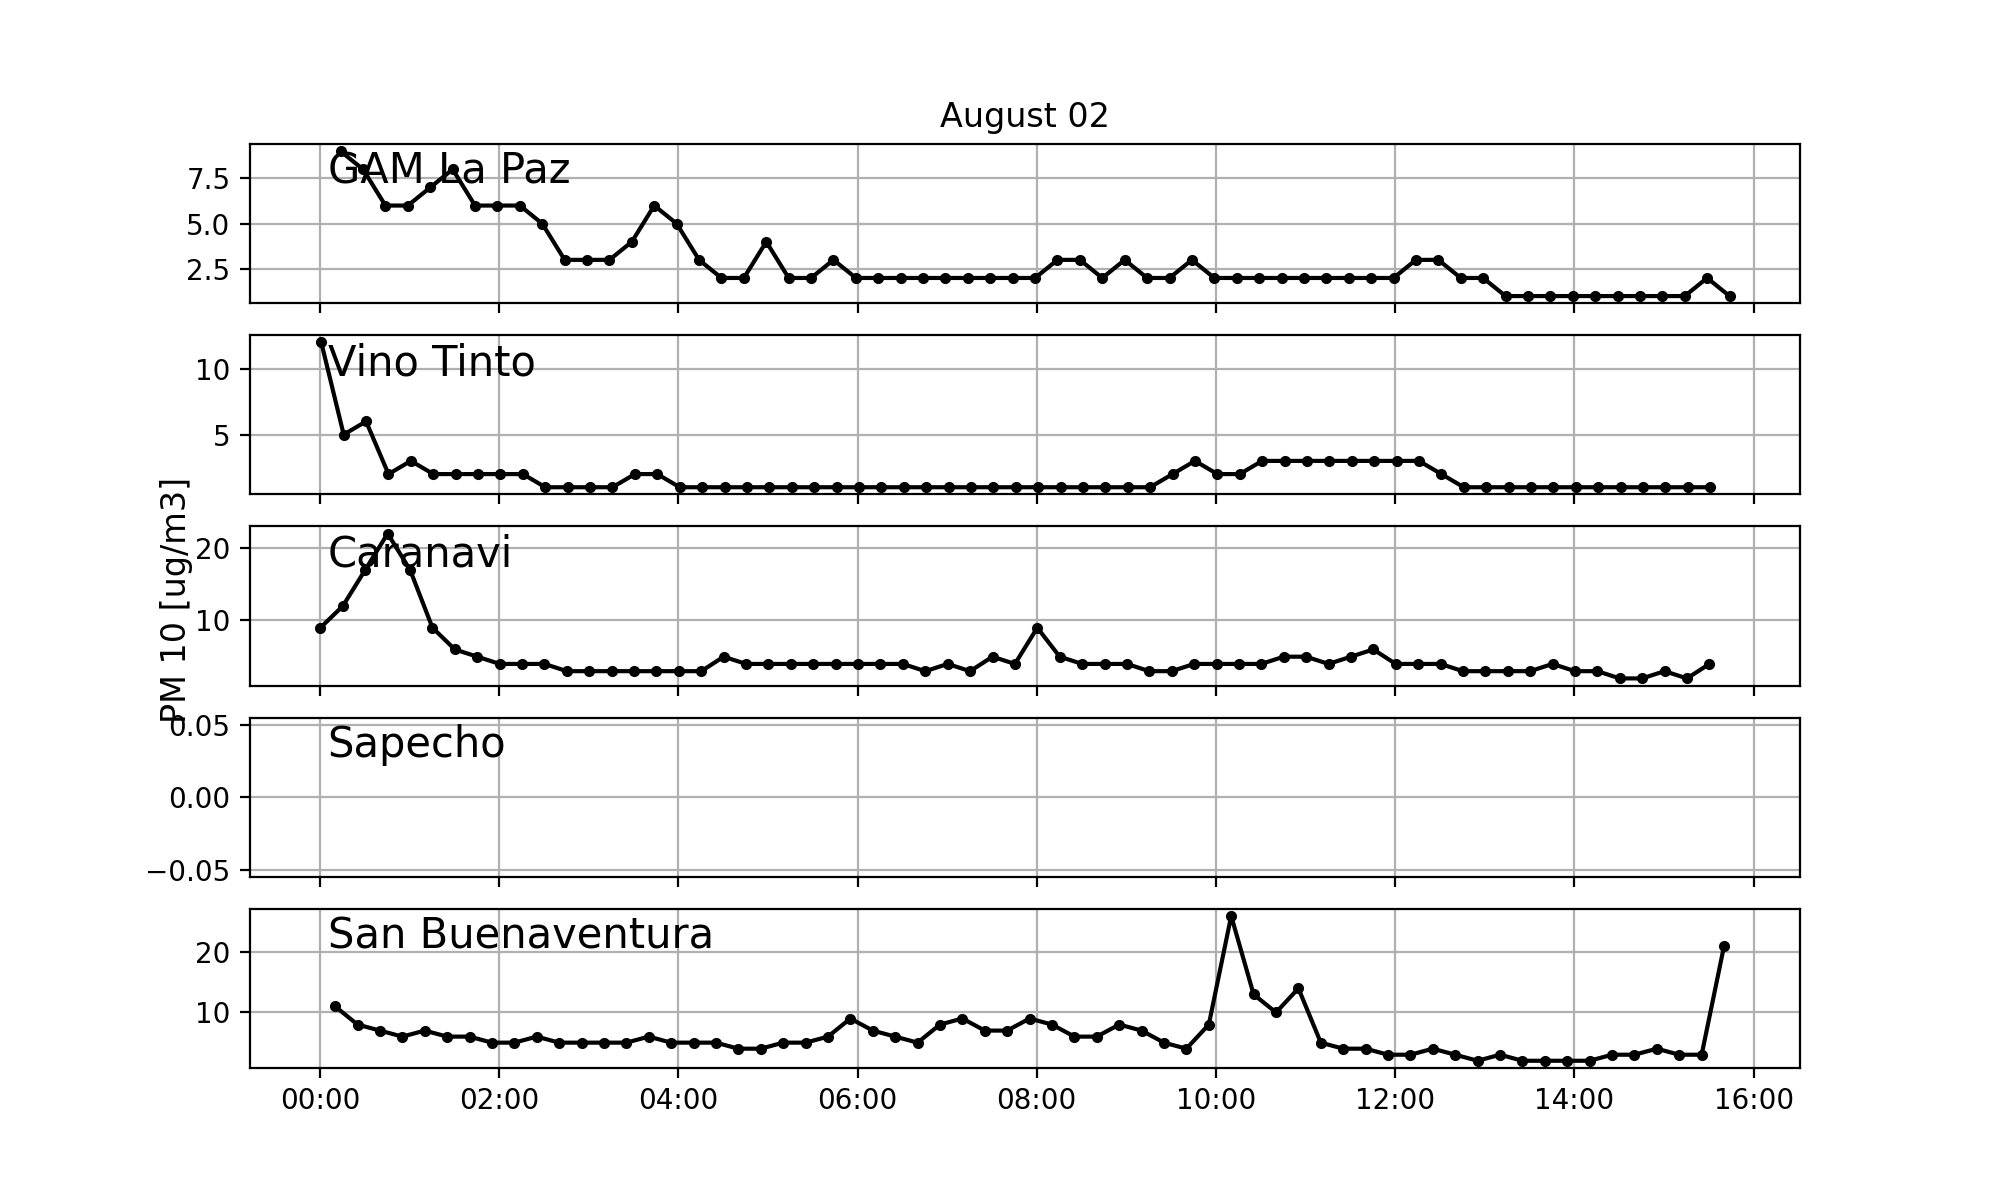 August 02
GAM La Paz
7.5
5.0
2.5
Vino Tinto
10
5
PM 10 [ug/m3]
Caranavi
20
10
Sapecho
0.05
0.00
−0.05
San Buenaventura
20
10
00:00 02:00 04:00 06:00 08:00 10:00 12:00 14:00 16:00